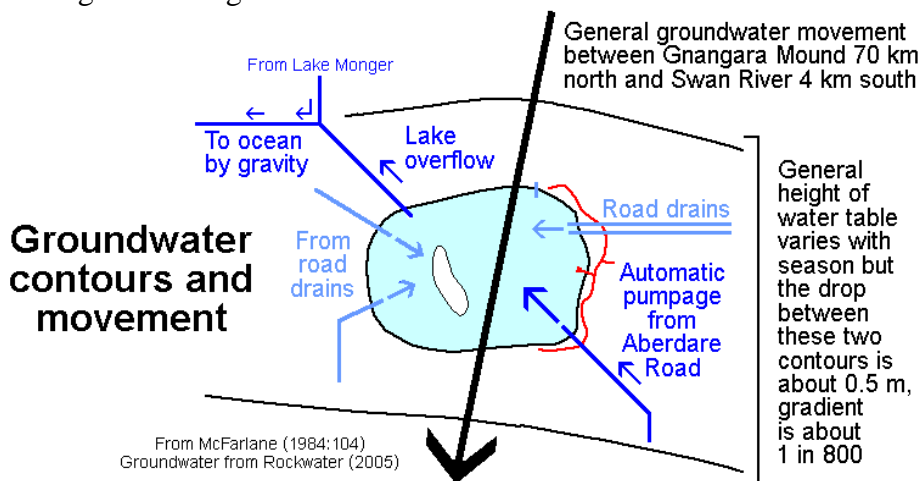 General groundwater movement
between Gnangara Mound 70 km
north and Swan River 4 km south
From Lake Monger
To ocean
by gravity
Lake
overflow
Groundwater
contours and
movement
From
road
drains
Road drains
Automatic
pumpage
from
Aberdare
Road
General
height of
water table
varies with
season but
the drop
between
these two
contours is
about 0.5 m,
gradient
is about
1 in 800
From McFarlane (1984:104)
Groundwater from Rockwater (2005)